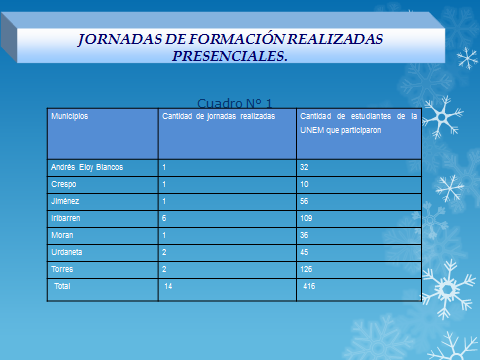 JORNADAS DE FORMACIÓN REALIZADAS
PRESENCIALES.
Cuadro Nº 1
Municipios Cantidad de jornadas realizadas Cantidad de estudiantes de la
UNEM que participaron
Andrés Eloy Blancos 1 32
Crespo 1 10
Jiménez 1 56
Iribarren 6 109
Moran 1 36
Urdaneta 2 45
Torres 2 126
Total 14 416